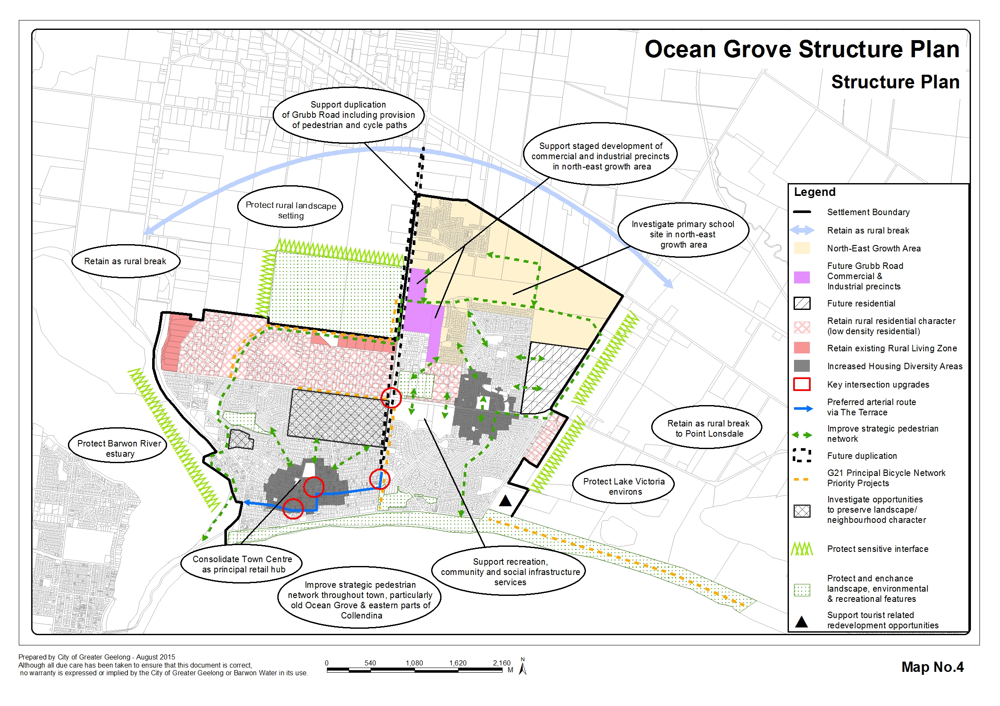 Ocean Grove Structure Plan
Structure Plan
Support duplication
of Grubb Road including provision
of pedestrian and cycle paths
Support staged development of
commercial and industrial precincts
in north-east growth area
Protect rural landscape
setting
Investigate primary school
site in north-east
growth area
Retain as rural break
Retain as rural break
to Point Lonsdale
Protect Barwon River
estuary
Protect Lake Victoria
environs
Consolidate Town Centre
as principal retail hub
Support recreation,
community and social infrastructure
services
Improve strategic pedestrian
network throughout town, particularly
old Ocean Grove & eastern parts of
Collendina
Legend
Settlement Boundary
Retain as rural break
North-East Growth Area
Future Grubb Road
Commercial &
Industrial precincts
Future residential
Retain rural residential character
(low density residential)
Retain existing Rural Living Zone
Increased Housing Diversity Areas
Key intersection upgrades
Preferred arterial route
via The Terrace
Improve strategic pedestrian
network
Future duplication
G21 Principal Bicycle Network
Priority Projects
Investigate opportunities
to preserve landscape/
neighbourhood character
Protect sensitive interface
Protect and enchance
landscape, environmental
& recreational features
Support tourist related
redevelopment opportunities
Prepared by City of Greater Geelong - August 2015
Although all due care has been taken to ensure that this document is correct,
no warranty is expressed or implied by the City of Greater Geelong or Barwon Water in its use.
0 540 1,080 1,620 2,160
M
N
Map No.4